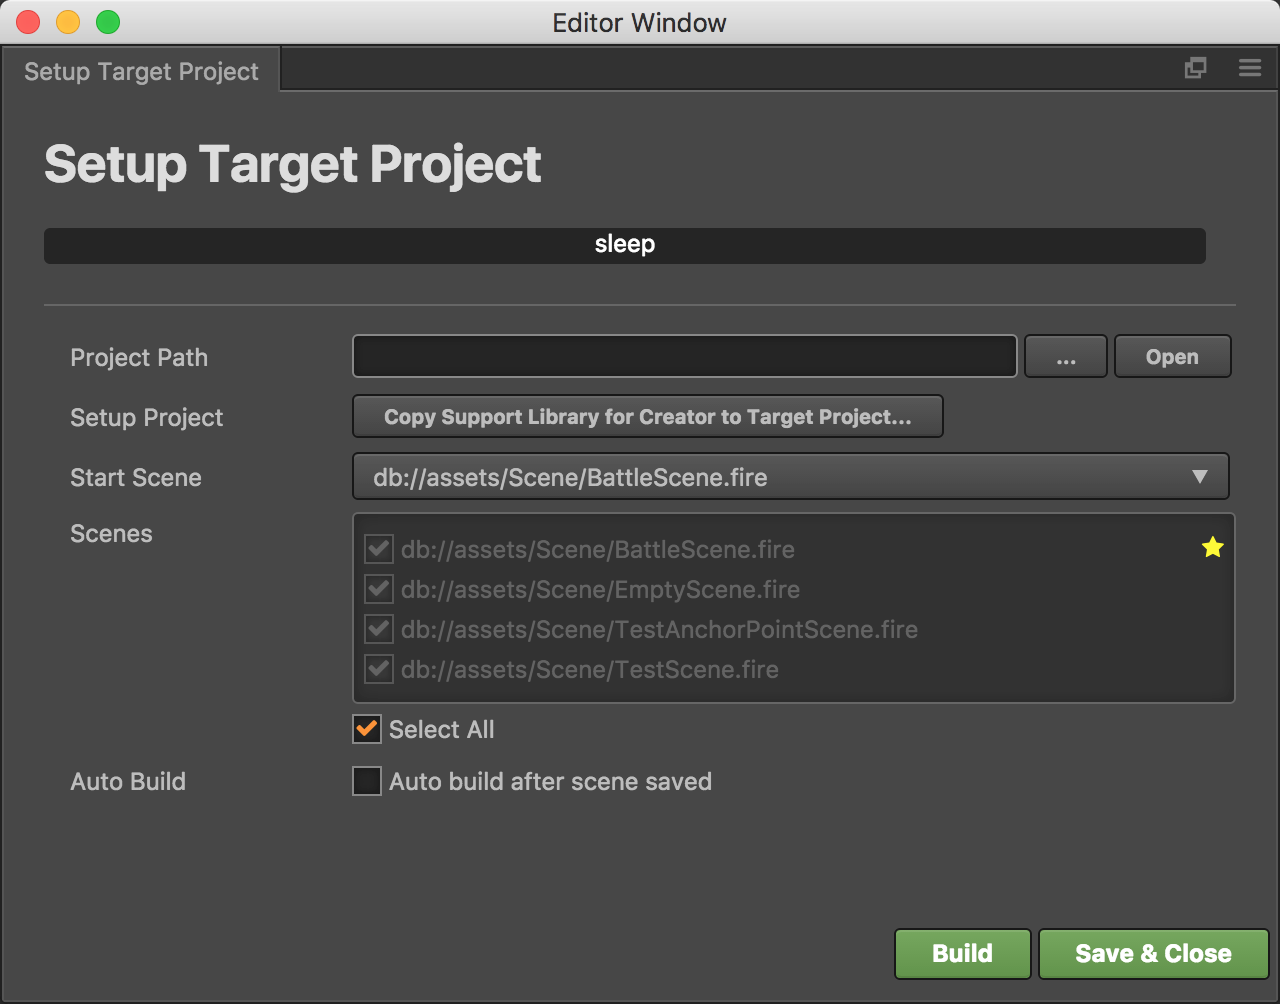 Editor Window
Setup Target Project
Setup Target Project
sleep
Project Path
... Open
Setup Project
Copy Support Library for Creator to Target Project...
Start Scene
db://assets/Scene/BattleScene.fire
Scenes
db://assets/Scene/BattleScene.fire
db://assets/Scene/EmptyScene.fire
db://assets/Scene/TestAnchorPointScene.fire
db://assets/Scene/TestScene.fire
Select All
Auto Build
Auto build after scene saved
Build
Save & Close